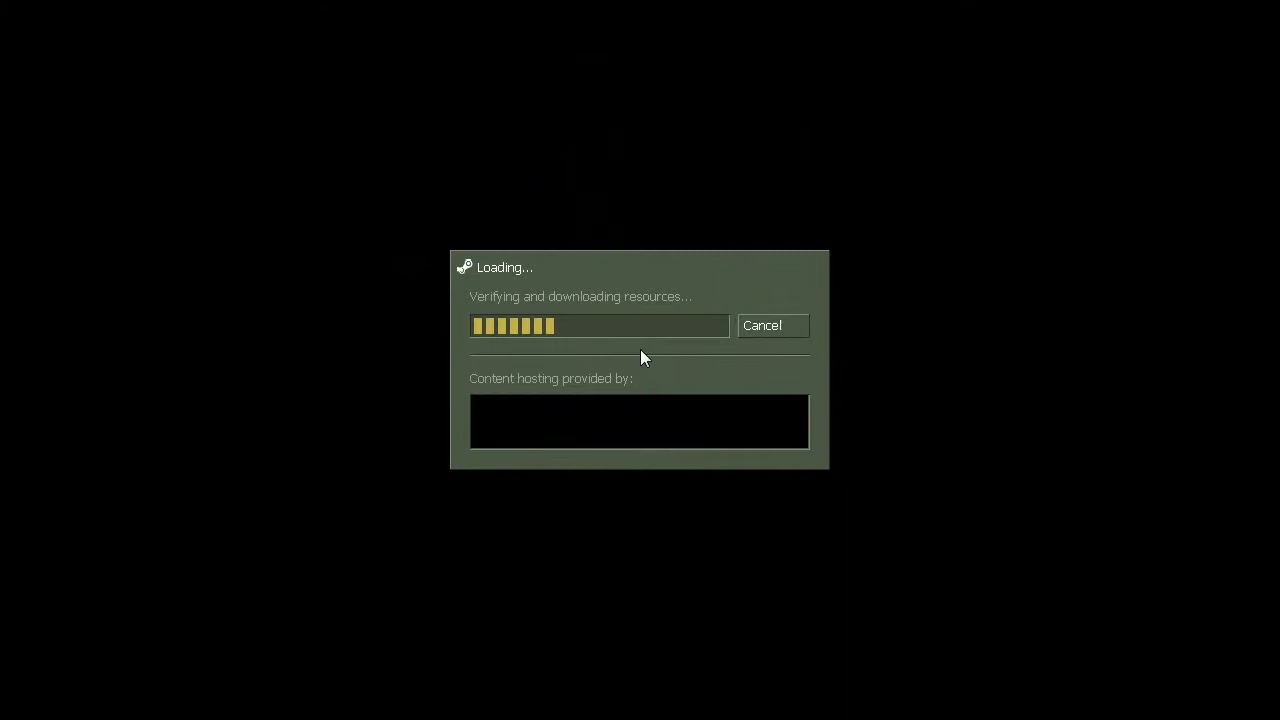 Loading...
Verifying and downloading resources...
Cancel
Content hosting provided by: